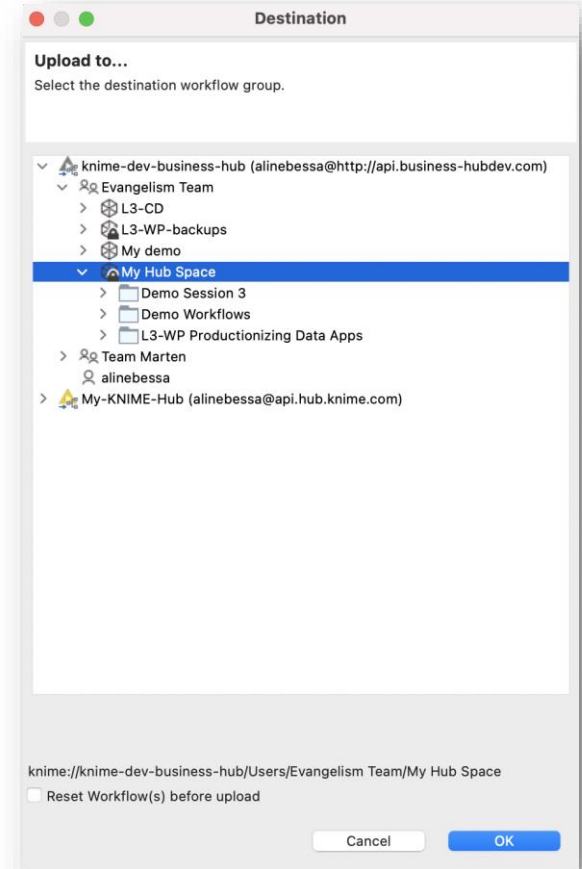 Destination
Upload to...
Select the destination workflow group.
knime-dev-business-hub (alinebessa@http://api.business-hubdev.com)
Evangelism Team
L3-CD
L3-WP-backups
My demo
My Hub Space
Demo Session 3
Demo Workflows
L3-WP Productionizing Data Apps
Team Marten
alinebessa
My-KNIME-Hub (alinebessa@api.hub.knime.com)
knime://knime-dev-business-hub/Users/Evangelism Team/My Hub Space
Reset Workflow(s) before upload
Cancel OK